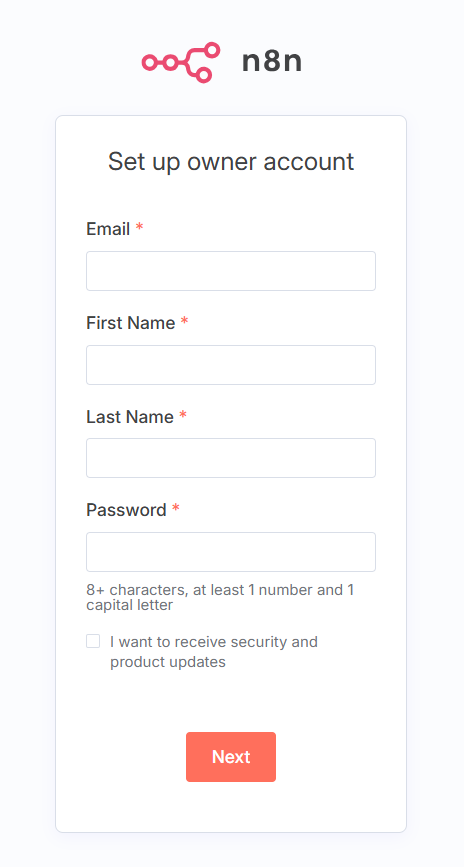 n8n
Set up owner account
Email *
First Name *
Last Name *
Password *
8+ characters, at least 1 number and 1
capital letter
I want to receive security and
product updates
Next